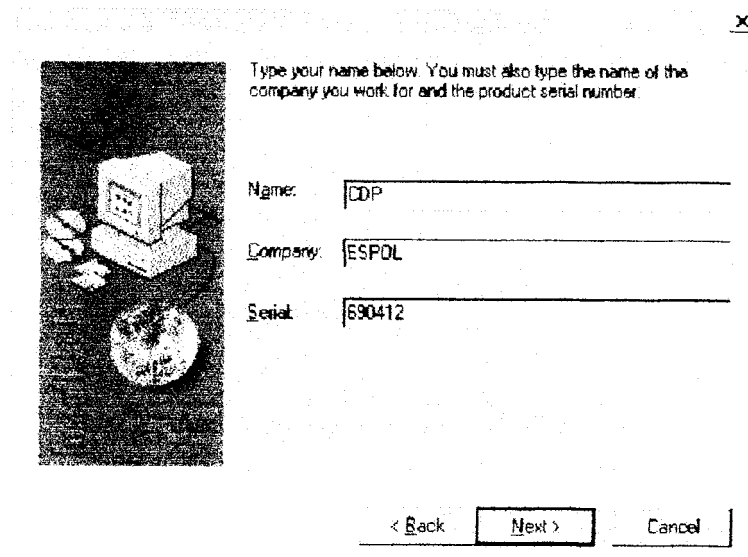 Type your name below. You must also type the name of the
company you work for and the product serial number.
Name: CDP
Company: ESPOL
Serial: 690412
< Back Next > Cancel